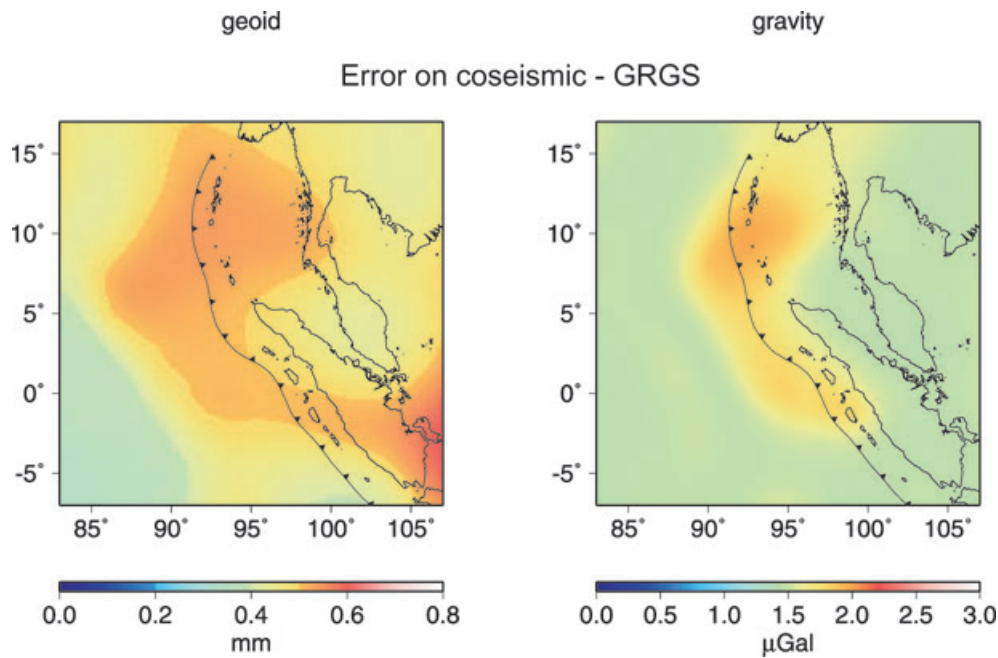 geoid gravity
Error on coseismic - GRGS
15˚ 15˚
10˚ 10˚
5˚ 5˚
0˚ 0˚
-5˚ -5˚
85˚ 90˚ 95˚ 100˚ 105˚ 85˚ 90˚ 95˚ 100˚ 105˚
0.0 0.2 0.4 0.6 0.8 0.0 0.5 1.0 1.5 2.0 2.5 3.0
mm μGal